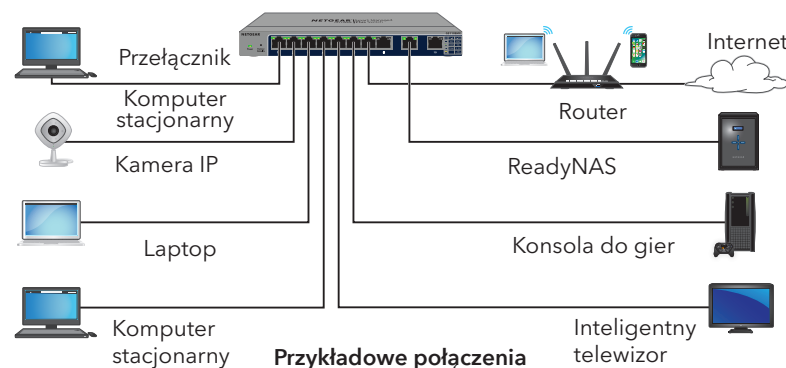 NETGEAR
NETGEAR
Przełącznik
Internet
Komputer
stacjonarny
Router
Kamera IP
ReadyNAS
Laptop
Konsola do gier
Komputer
stacjonarny
Inteligentny
telewizor
Przykładowe połączenia